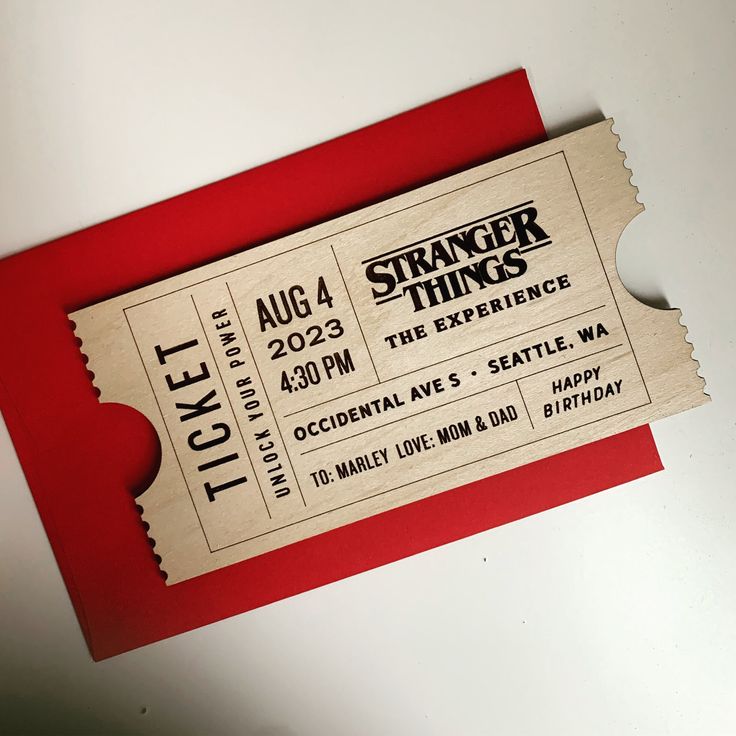 TICKET
UNLOCK YOUR POWER
AUG 4
2023
4:30 PM
STRANGER
THINGS
THE EXPERIENCE
OCCIDENTAL AVE S · SEATTLE, WA
TO: MARLEY LOVE: MOM & DAD
HAPPY
BIRTHDAY